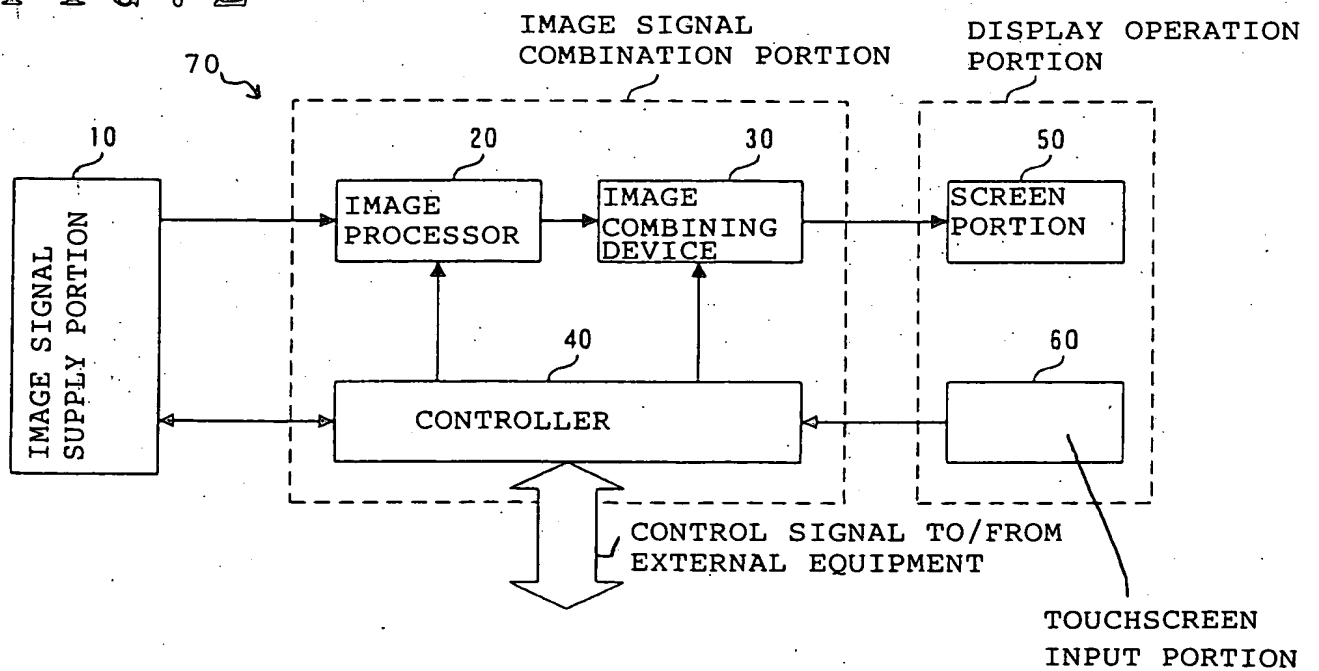 IMAGE SIGNAL
COMBINATION PORTION
DISPLAY OPERATION
PORTION
70
10
20
30
50
IMAGE SIGNAL
SUPPLY PORTION
IMAGE
PROCESSOR
IMAGE
COMBINING
DEVICE
SCREEN
PORTION
40
60
CONTROLLER
CONTROL SIGNAL TO/FROM
EXTERNAL EQUIPMENT
TOUCHSCREEN
INPUT PORTION